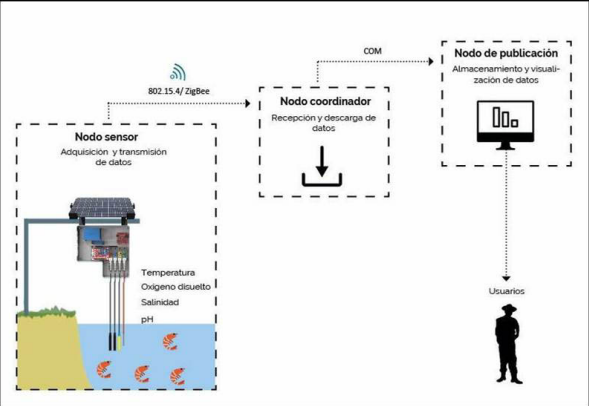 Nodo de publicación
Almacenamiento y visuali-
zación de datos
COM
802.15.4/ ZigBee
Nodo coordinador
Recepción y descarga de
datos
Nodo sensor
Adquisición y transmisión
de datos
Temperatura
Oxígeno disuelto
Salinidad
pH
Usuarios